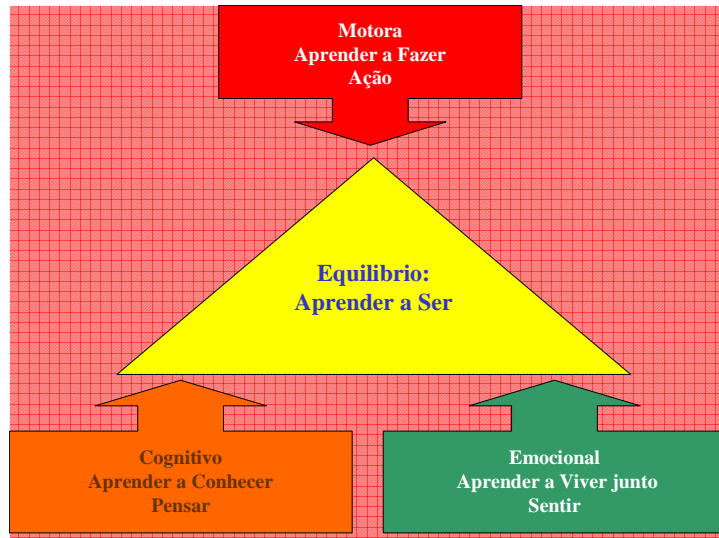 Motora
Aprender a Fazer
Ação
Equilibrio:
Aprender a Ser
Cognitivo
Aprender a Conhecer
Pensar
Emocional
Aprender a Viver junto
Sentir